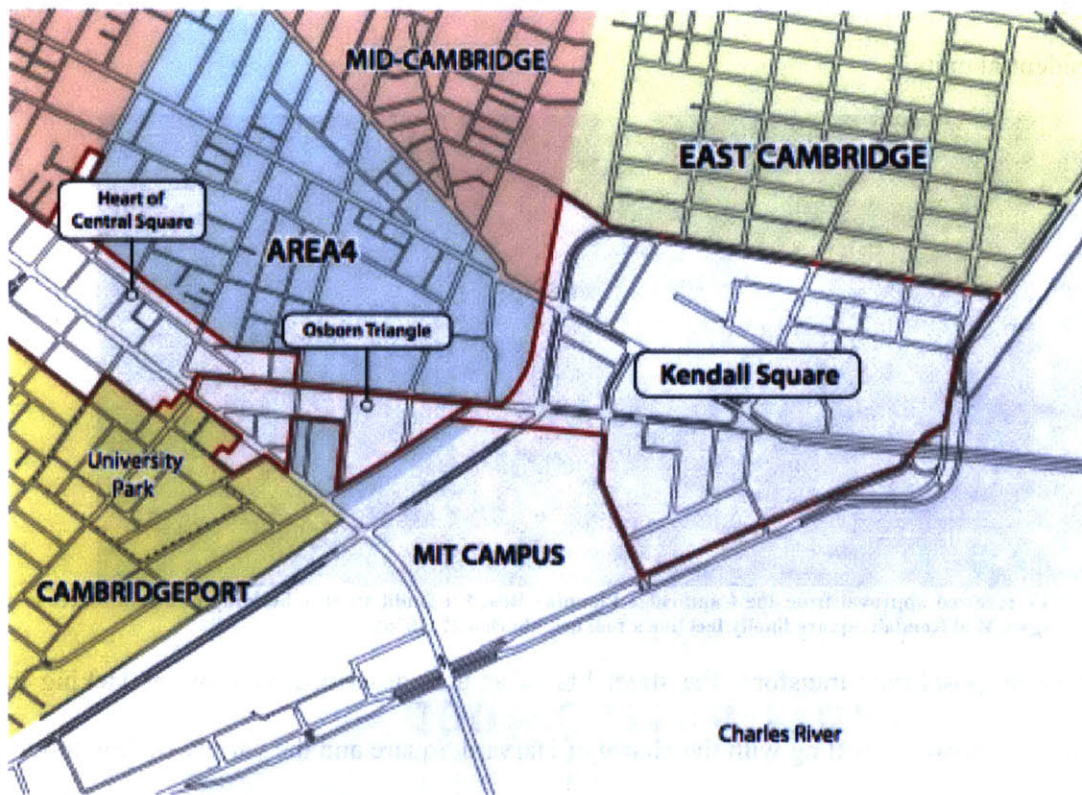 MID-CAMBRIDGE
EAST CAMBRIDGE
Heart of
Central Square
AREA4
Osborn Triangle
Kendall Square
University
Park
MIT CAMPUS
CAMBRIDGEPORT
Charles River